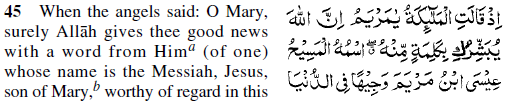 45 When the angels said: O Mary,
surely Allāh gives thee good news
with a word from Himᵃ (of one)
whose name is the Messiah, Jesus,
son of Mary,ᵇ worthy of regard in this
اِذْ قَالَتِ الْمَلٰٓئِكَةُ يٰمَرْيَمُ اِنَّ اللّٰهَ
يُبَشِّرُكِ بِكَلِمَةٍ مِّنْهُ ۖ اسْمُهُ الْمَسِيْحُ
عِيْسَى ابْنُ مَرْيَمَ وَجِيْهًا فِى الدُّنْيَا